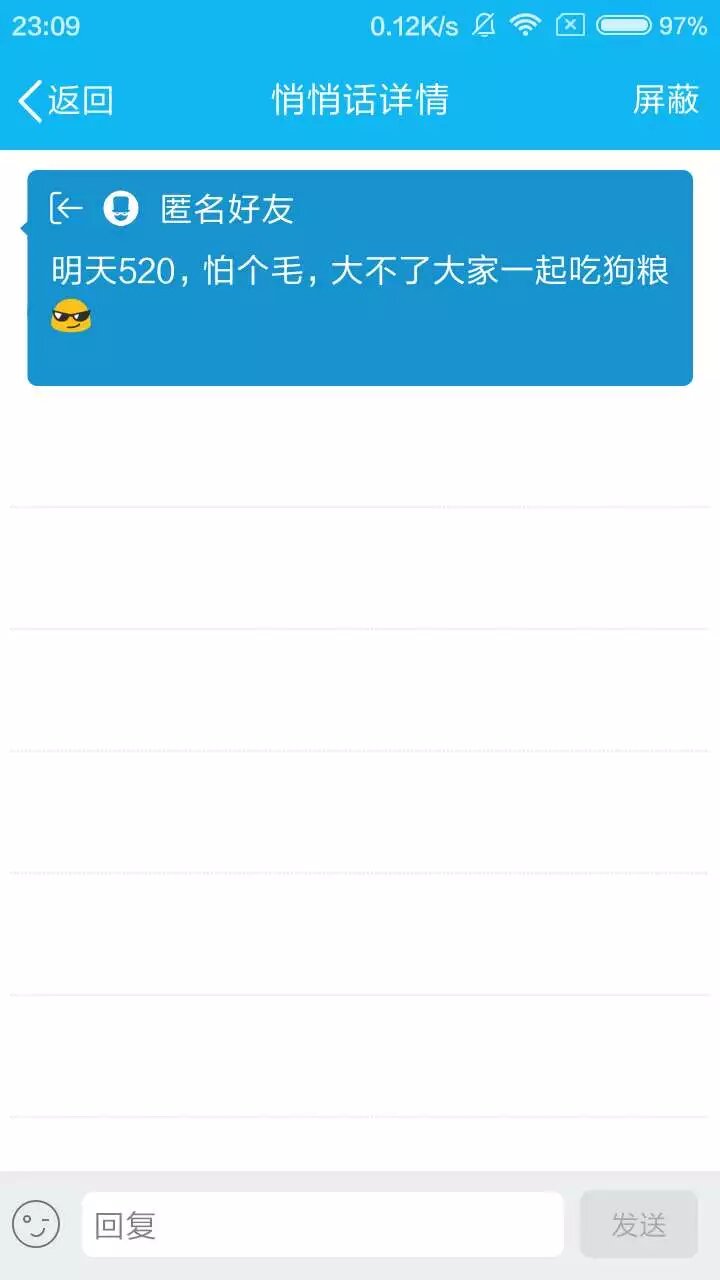 23:09 0.12K/s 97%
返回 悄悄话详情 屏蔽
匿名好友
明天520，怕个毛，大不了大家一起吃狗粮
😎
回复 发送